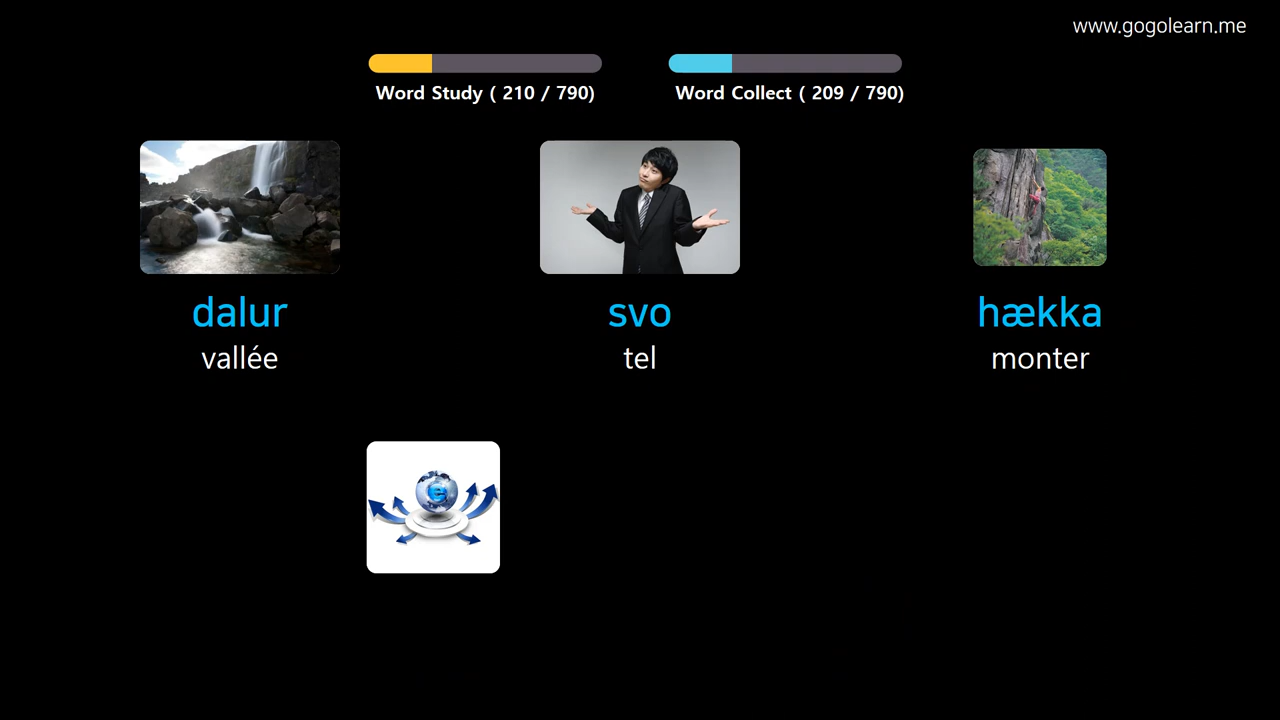 www.gogolearn.me
Word Study ( 210 / 790)
Word Collect ( 209 / 790)
dalur
svo
hækka
vallée
tel
monter